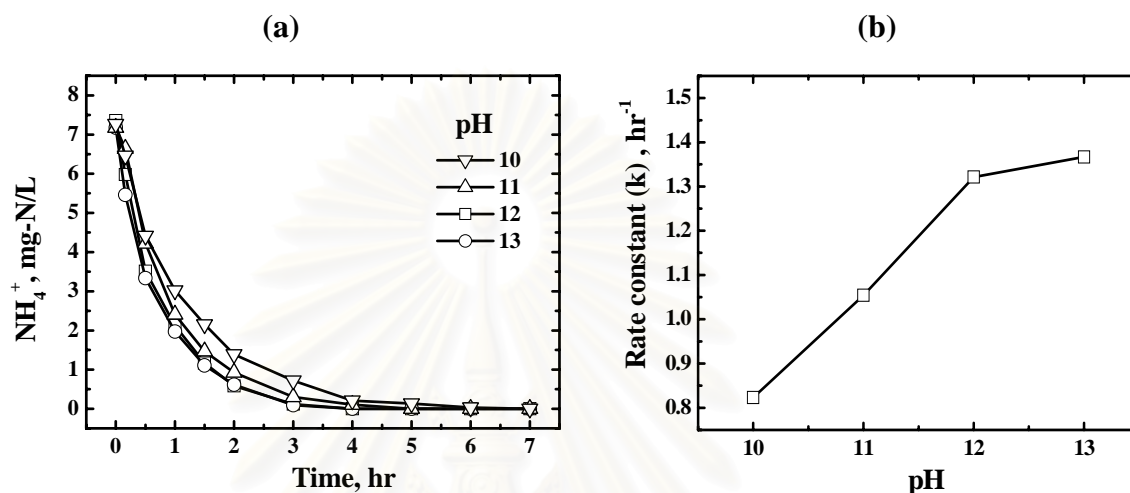 (a)
NH₄⁺, mg-N/L
8
7
6
5
4
3
2
1
0
0 1 2 3 4 5 6 7
Time, hr
pH
10
11
12
13
(b)
Rate constant (k) , hr⁻¹
1.5
1.4
1.3
1.2
1.1
1.0
0.9
0.8
10 11 12 13
pH